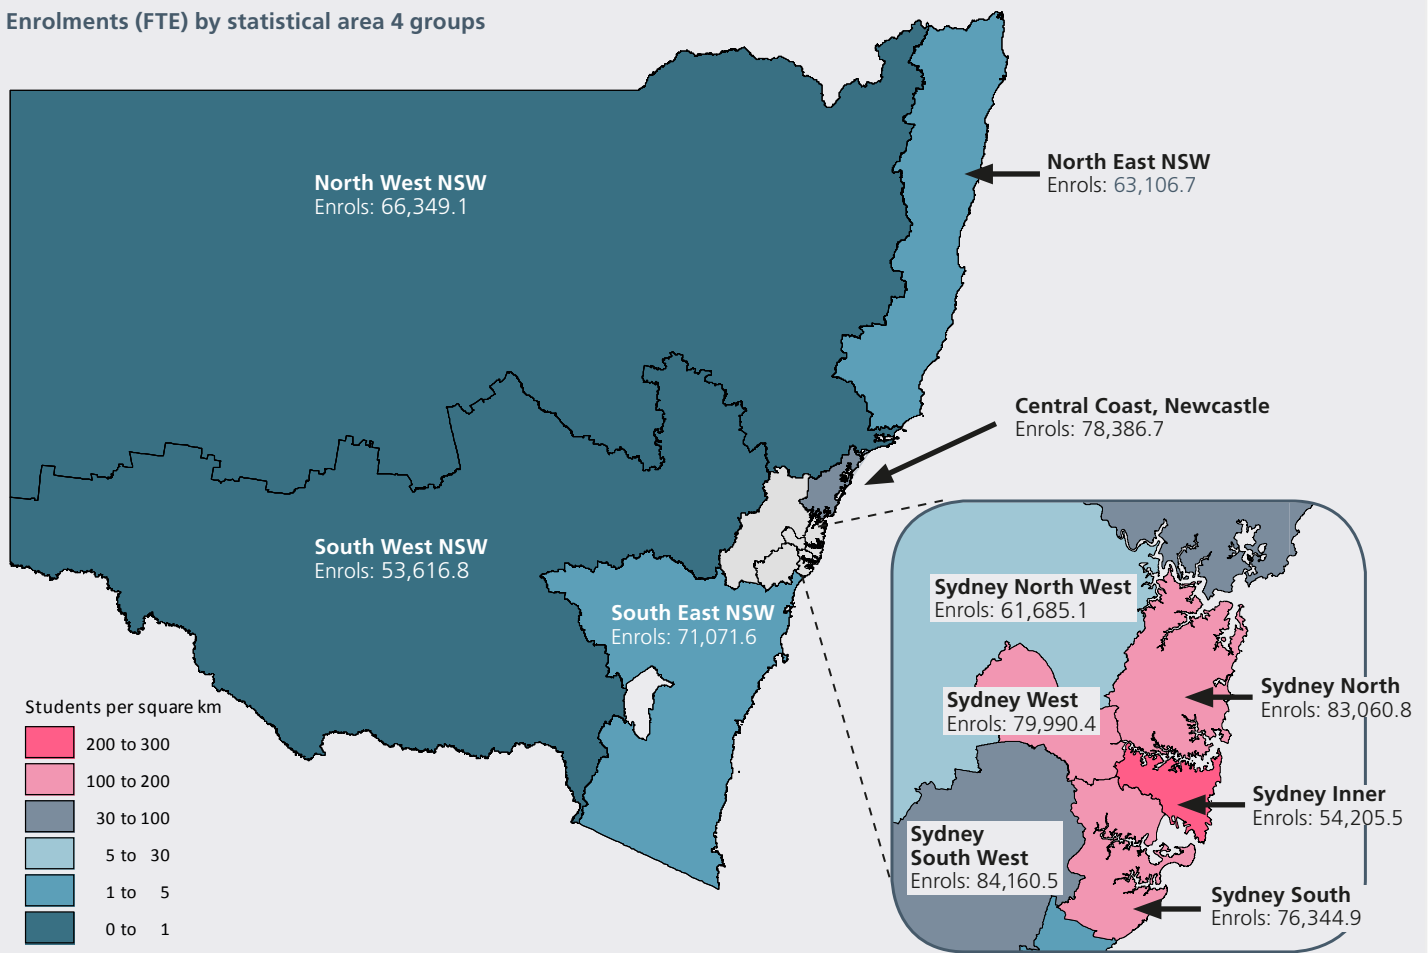 Enrolments (FTE) by statistical area 4 groups
North West NSW
Enrols: 66,349.1
North East NSW
Enrols: 63,106.7
Central Coast, Newcastle
Enrols: 78,386.7
South West NSW
Enrols: 53,616.8
South East NSW
Enrols: 71,071.6
Sydney North West
Enrols: 61,685.1
Sydney West
Enrols: 79,990.4
Sydney North
Enrols: 83,060.8
Sydney Inner
Enrols: 54,205.5
Sydney
South West
Enrols: 84,160.5
Sydney South
Enrols: 76,344.9
Students per square km
200 to 300
100 to 200
30 to 100
5 to 30
1 to 5
0 to 1